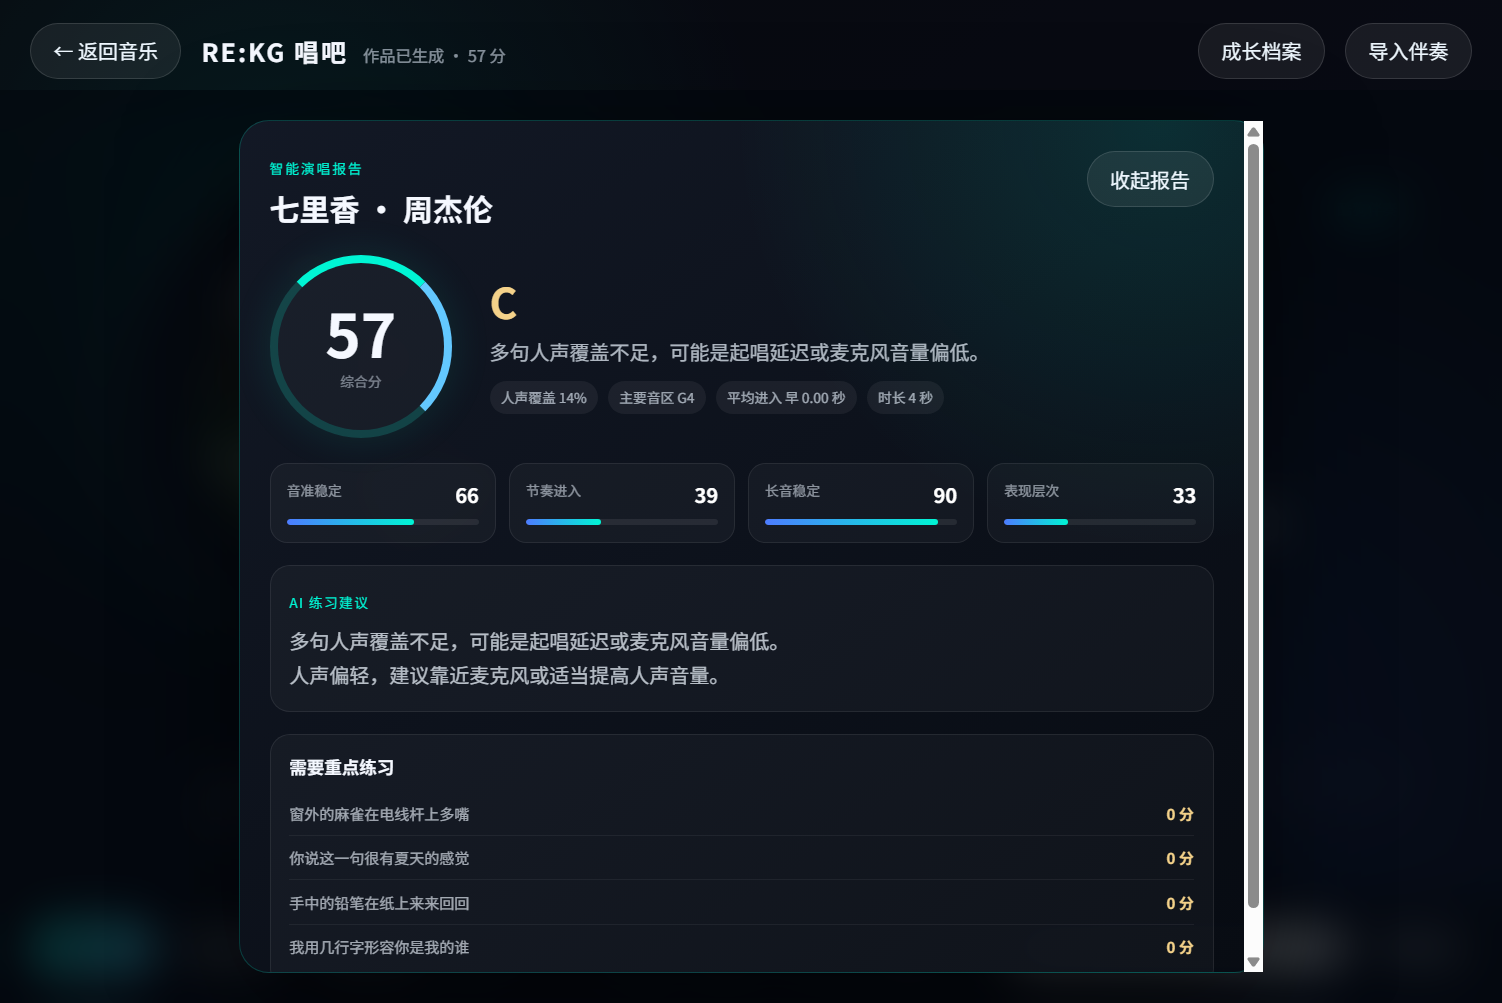 ← 返回音乐
RE:KG 唱吧
作品已生成 · 57 分
成长档案
导入伴奏
智能演唱报告
七里香 · 周杰伦
收起报告
57
综合分
C
多句人声覆盖不足，可能是起唱延迟或麦克风音量偏低。
人声覆盖 14%
主要音区 G4
平均进入 早 0.00 秒
时长 4 秒
音准稳定
66
节奏进入
39
长音稳定
90
表现层次
33
AI 练习建议
多句人声覆盖不足，可能是起唱延迟或麦克风音量偏低。
人声偏轻，建议靠近麦克风或适当提高人声音量。
需要重点练习
窗外的麻雀在电线杆上多嘴
0 分
你说这一句很有夏天的感觉
0 分
手中的铅笔在纸上来来回回
0 分
我用几行字形容你是我的谁
0 分